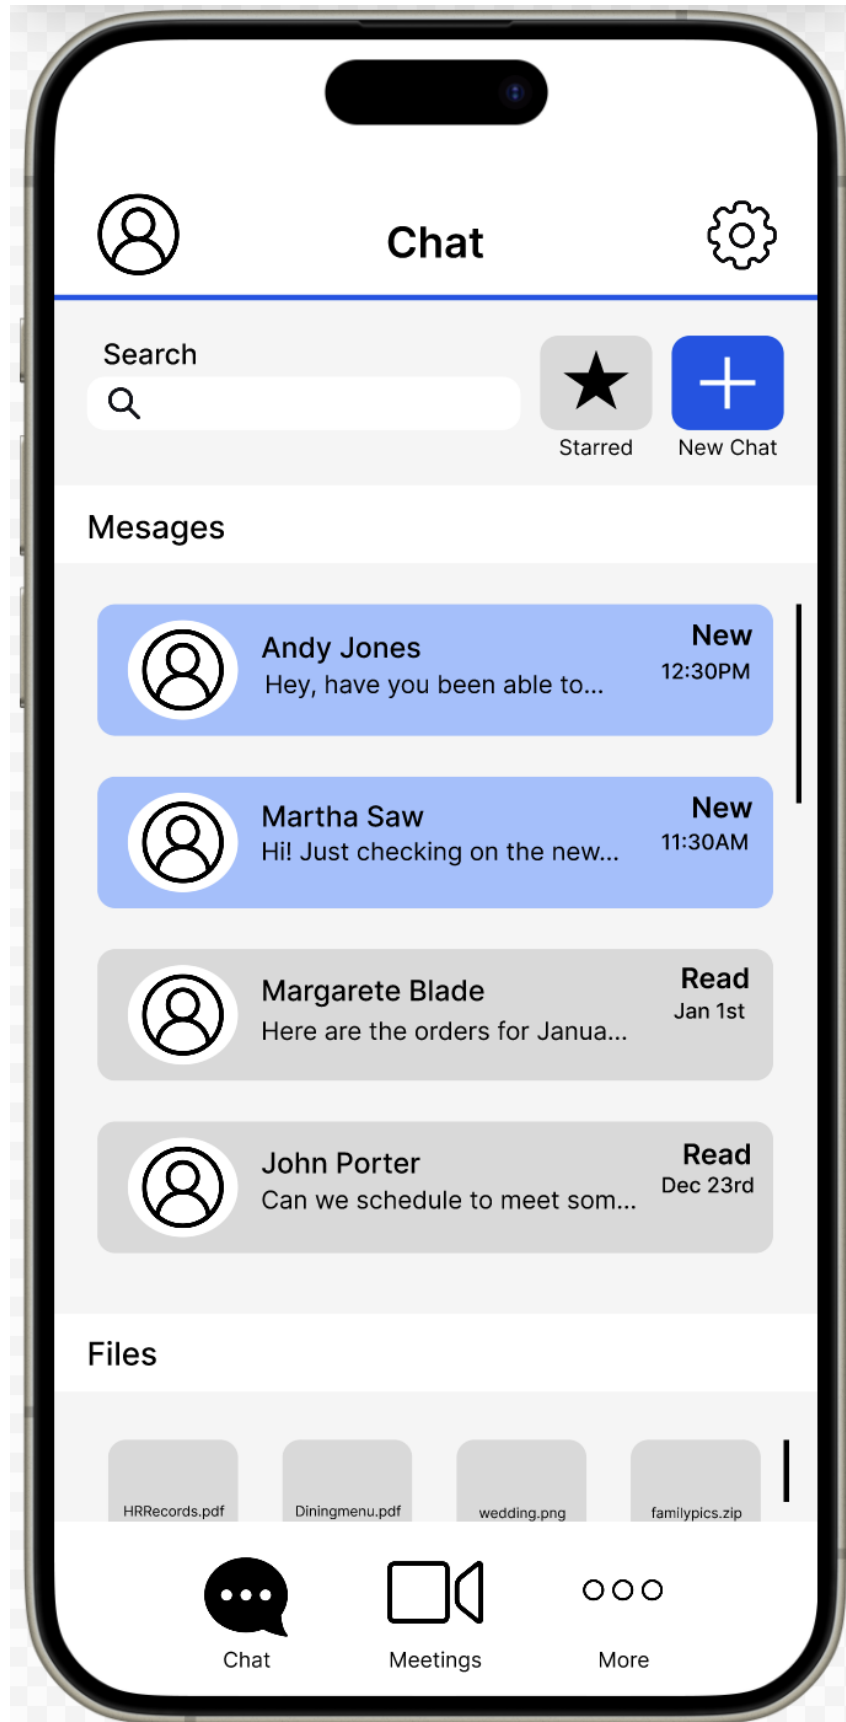 Chat
Search
Starred
New Chat
Mesages
Andy Jones
New
Hey, have you been able to...
12:30PM
Martha Saw
New
Hi! Just checking on the new...
11:30AM
Margarete Blade
Read
Here are the orders for Janua...
Jan 1st
John Porter
Read
Can we schedule to meet som...
Dec 23rd
Files
HRRecords.pdf
Diningmenu.pdf
wedding.png
familypics.zip
Chat
Meetings
More